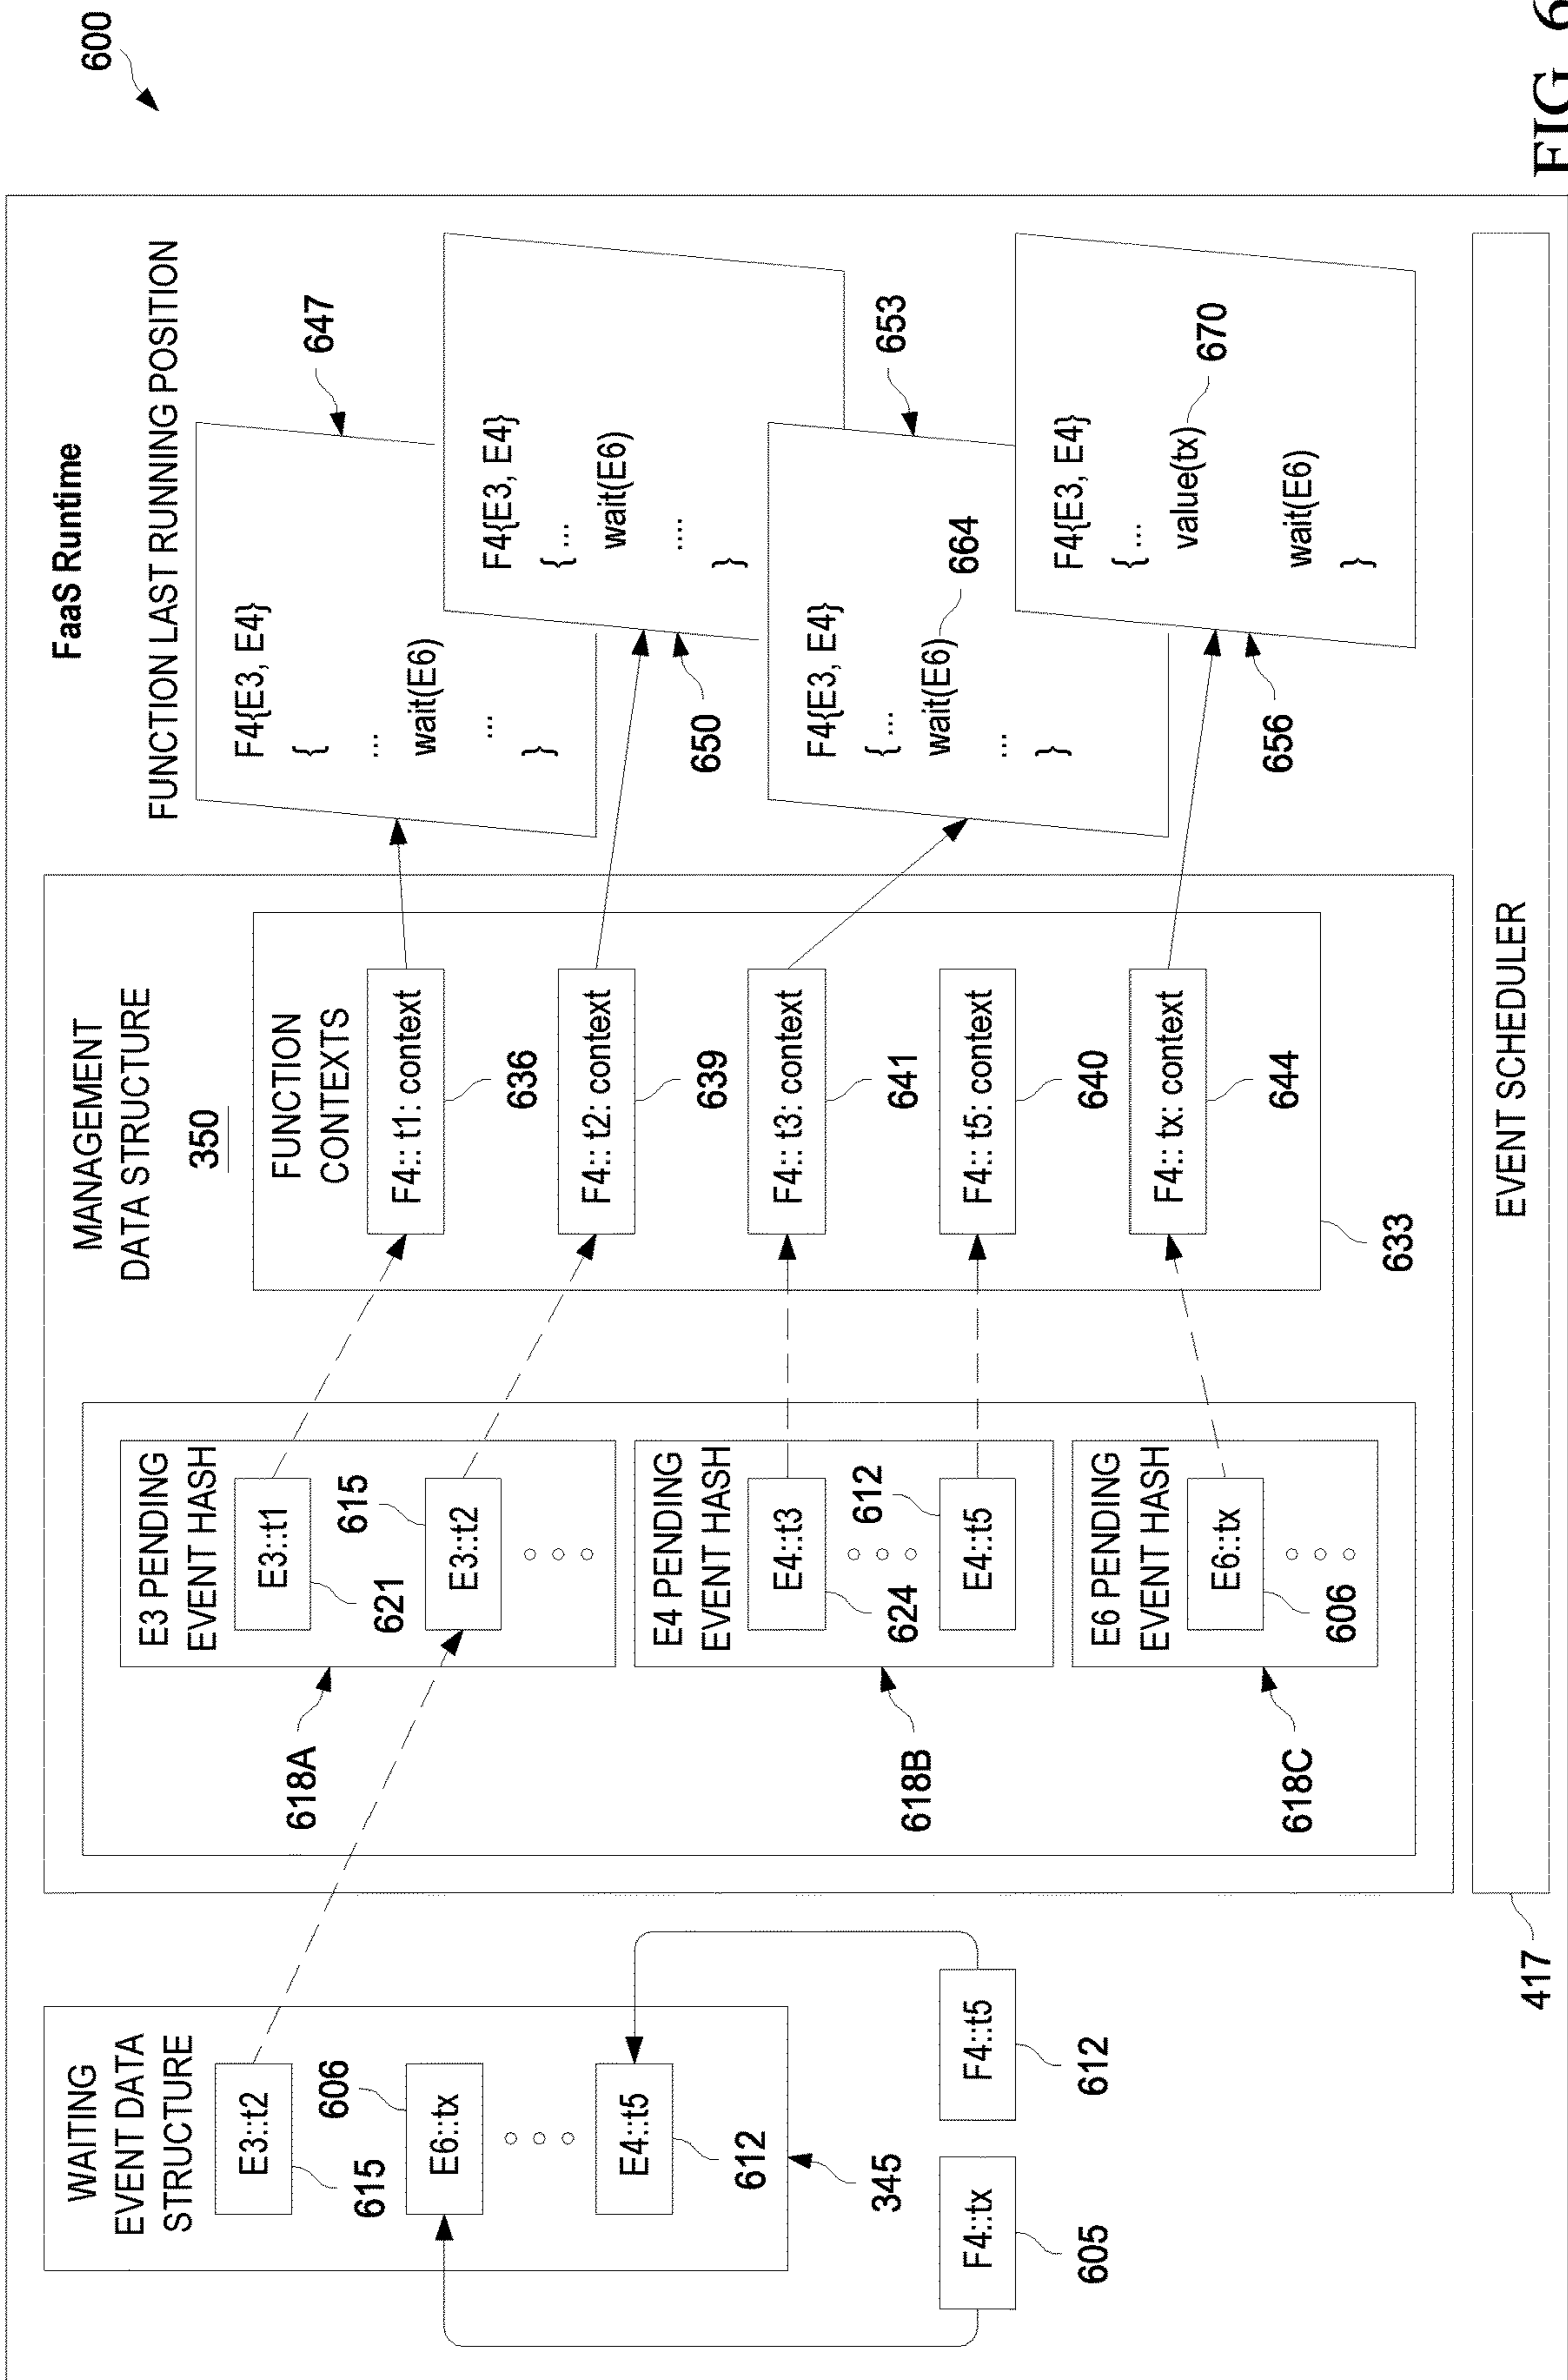 600
FaaS Runtime
WAITING
EVENT DATA
STRUCTURE
E3::t2
615
606
E6::tx
E4::t5
612
345
F4::tx
605
F4::t5
612
MANAGEMENT
DATA STRUCTURE
350
E3 PENDING
EVENT HASH
E3::t1
621
615
E3::t2
618A
E4 PENDING
EVENT HASH
E4::t3
624
612
E4::t5
618B
E6 PENDING
EVENT HASH
E6::tx
606
618C
FUNCTION
CONTEXTS
F4:: t1: context
636
F4:: t2: context
639
F4:: t3: context
641
F4:: t5: context
640
F4:: tx: context
644
633
FUNCTION LAST RUNNING POSITION
F4{E3, E4}
{
...
wait(E6)
...
}
647
F4{E3, E4}
{ ...
wait(E6)
....
}
650
F4{E3, E4}
{ ...
wait(E6)
664
...
}
653
F4{E3, E4}
{ ...
value(tx)
670
wait(E6)
}
656
EVENT SCHEDULER
417
FIG. 6